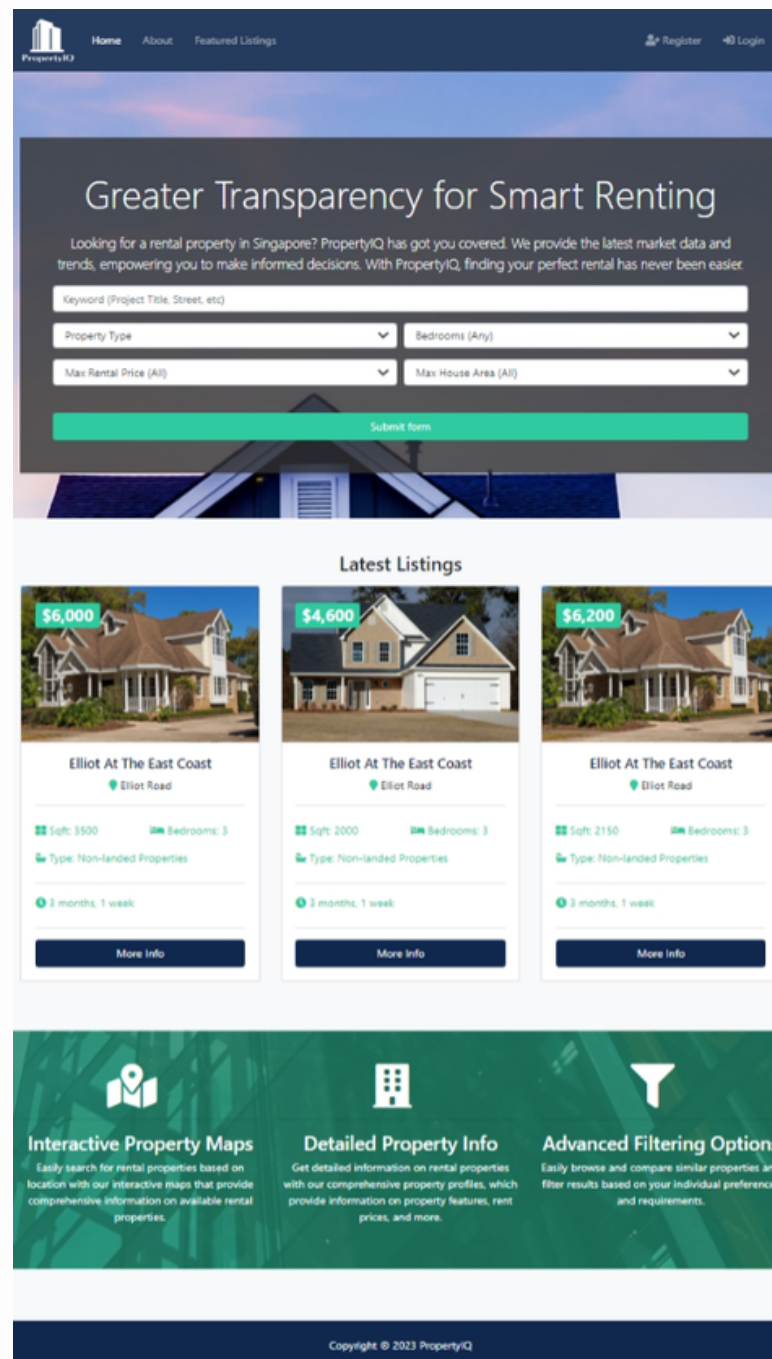 PropertyIQ
Home About Featured Listings Register Login
Greater Transparency for Smart Renting
Looking for a rental property in Singapore? PropertyIQ has got you covered. We provide the latest market data and
trends, empowering you to make informed decisions. With PropertyIQ, finding your perfect rental has never been easier.
Keyword (Project Title, Street, etc)
Property Type Bedrooms (Any)
Max Rental Price (All) Max House Area (All)
Submit form
Latest Listings
$6,000 $4,600 $6,200
Elliot At The East Coast Elliot At The East Coast Elliot At The East Coast
Elliot Road Elliot Road Elliot Road
Sqft: 3500 Bedrooms: 3 Sqft: 2000 Bedrooms: 3 Sqft: 2150 Bedrooms: 3
Type: Non-landed Properties Type: Non-landed Properties Type: Non-landed Properties
3 months, 1 week 3 months, 1 week 3 months, 1 week
More Info More Info More Info
Interactive Property Maps
Easily search for rental properties based on
location with our interactive maps that provide
comprehensive information on available rental
properties.
Detailed Property Info
Get detailed information on rental properties
with our comprehensive property profiles, which
provide information on property features, rent
prices, and more.
Advanced Filtering Option
Easily browse and compare similar properties an
filter results based on your individual preference
and requirements.
Copyright © 2023 PropertyIQ